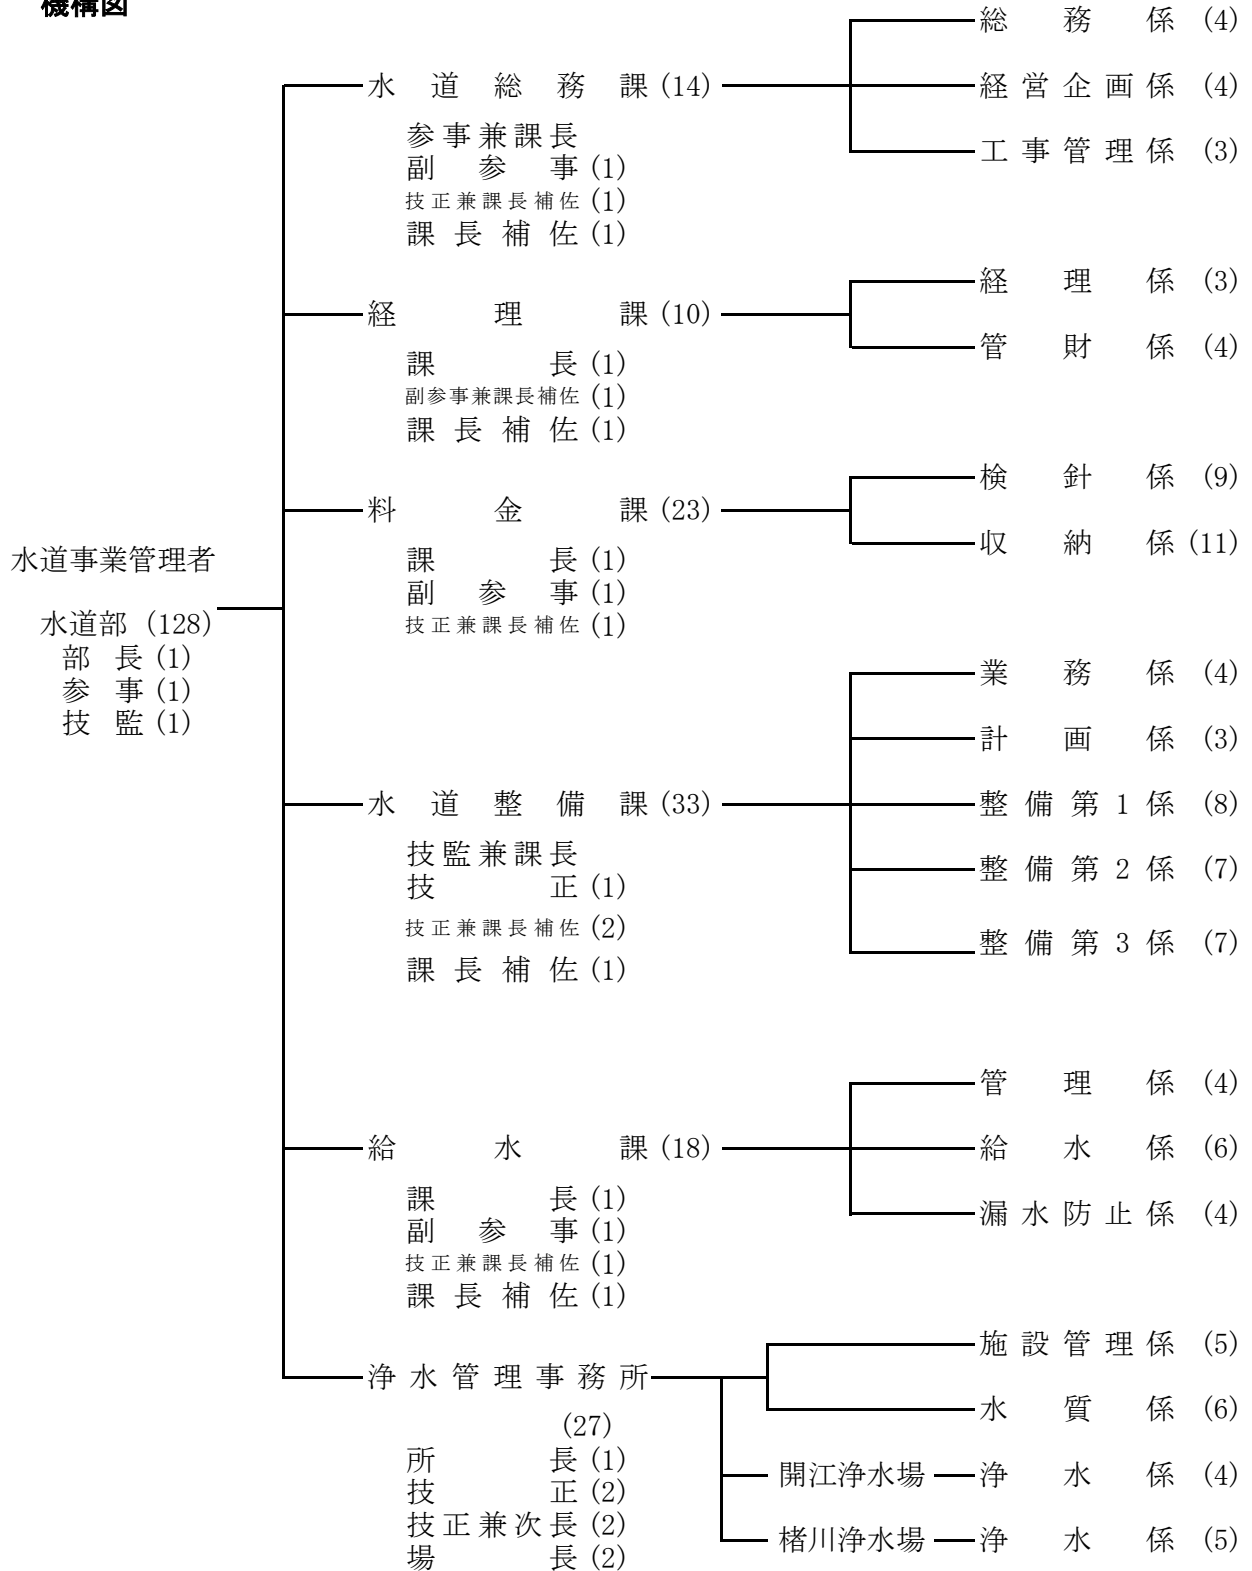 機構図
水道事業管理者
水道部 (128)
部長 (1)
参事 (1)
技監 (1)
水道総務課 (14)
参事兼課長
副参事 (1)
技正兼課長補佐 (1)
課長補佐 (1)
総務係 (4)
経営企画係 (4)
工事管理係 (3)
経理課 (10)
課長 (1)
副参事兼課長補佐 (1)
課長補佐 (1)
経理係 (3)
管財係 (4)
料金課 (23)
課長 (1)
副参事 (1)
技正兼課長補佐 (1)
検針係 (9)
収納係 (11)
水道整備課 (33)
技監兼課長
技正 (1)
技正兼課長補佐 (2)
課長補佐 (1)
業務係 (4)
計画係 (3)
整備第1係 (8)
整備第2係 (7)
整備第3係 (7)
給水課 (18)
課長 (1)
副参事 (1)
技正兼課長補佐 (1)
課長補佐 (1)
管理係 (4)
給水係 (6)
漏水防止係 (4)
浄水管理事務所
(27)
所長 (1)
技正 (2)
技正兼次長 (2)
場長 (2)
施設管理係 (5)
水質係 (6)
開江浄水場 浄水係 (4)
楮川浄水場 浄水係 (5)